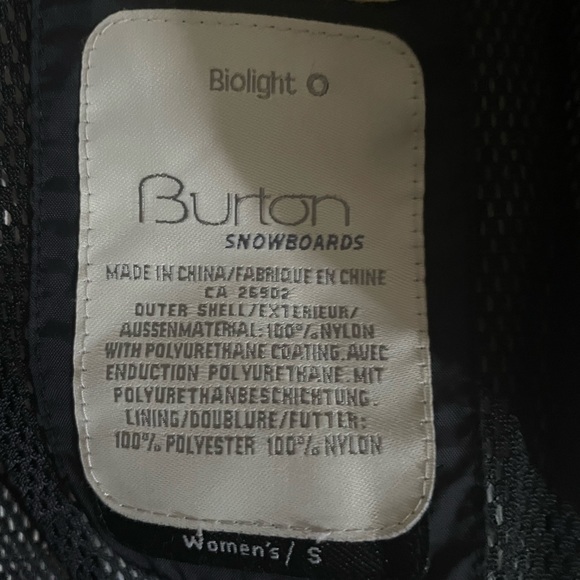 Biolight
Burton
SNOWBOARDS
MADE IN CHINA/FABRIQUE EN CHINE
CA 26902
OUTER SHELL/EXTERIEUR/
AUSSENMATERIAL:100% NYLON
WITH POLYURETHANE COATING. AVEC
ENDUCTION POLYURETHANE. MIT
POLYURETHANBESCHICHTUNG.
LINING/DOUBLURE/FUTTER:
100% POLYESTER 100% NYLON
Women's/ S